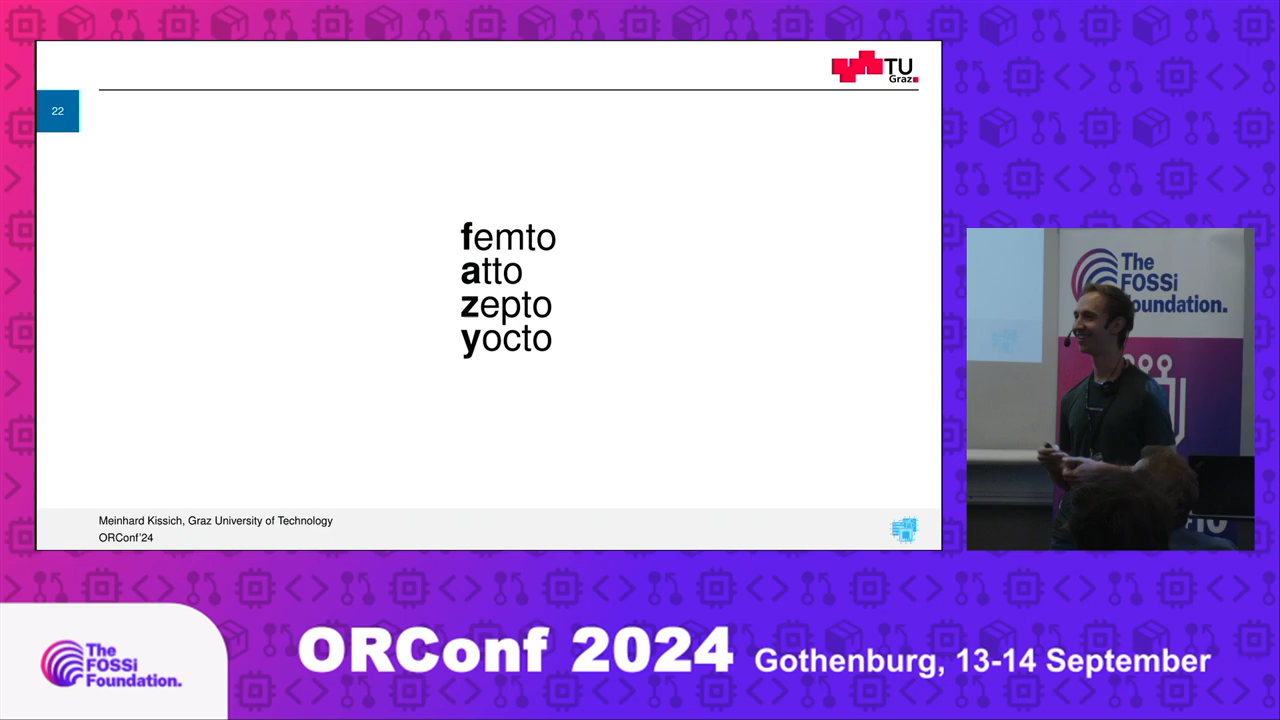 TU
Graz
22
femto
atto
zepto
yocto
Meinhard Kissich, Graz University of Technology
ORConf'24
The
FOSSi
Foundation.
The
FOSSi
Foundation.
ORConf 2024 Gothenburg, 13-14 September